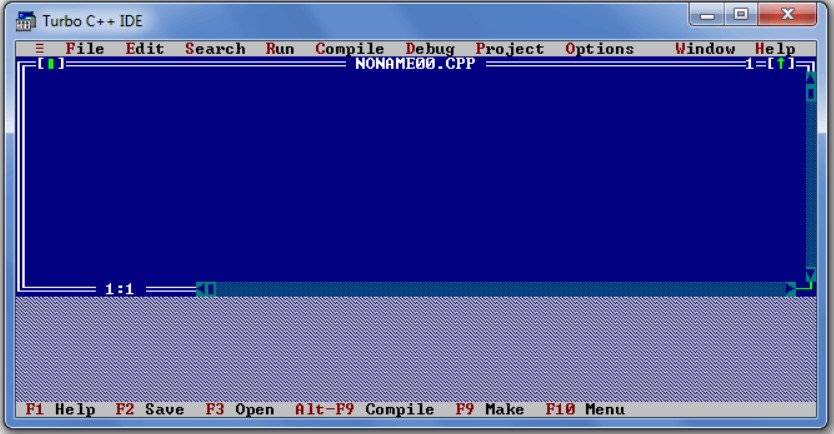 Turbo C++ IDE
≡ File Edit Search Run Compile Debug Project Options Window Help
[■] NONAME00.CPP 1=[↑]
1:1
F1 Help F2 Save F3 Open Alt-F9 Compile F9 Make F10 Menu